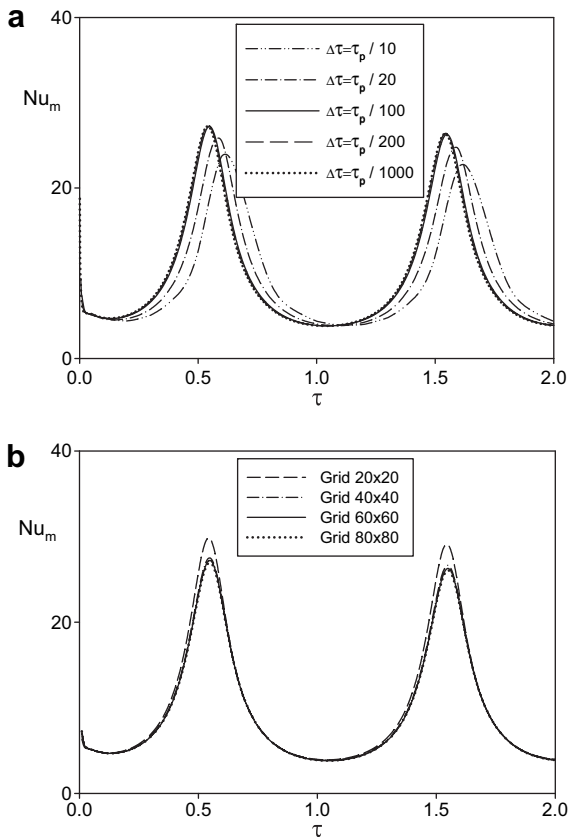 a
40
Nu_m
20
0
Δτ=τ_p / 10
Δτ=τ_p / 20
Δτ=τ_p / 100
Δτ=τ_p / 200
Δτ=τ_p / 1000
0.0 0.5 1.0 1.5 2.0
τ
b
40
Nu_m
20
0
Grid 20x20
Grid 40x40
Grid 60x60
Grid 80x80
0.0 0.5 1.0 1.5 2.0
τ